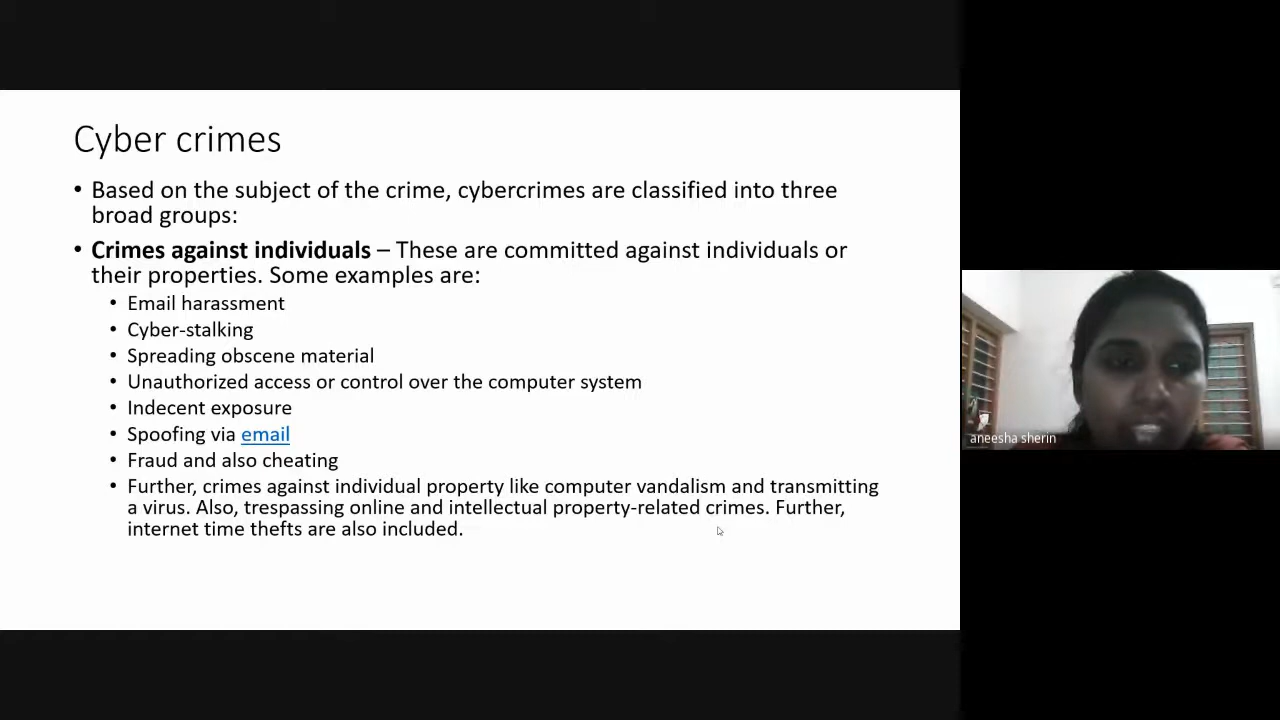 Cyber crimes
• Based on the subject of the crime, cybercrimes are classified into three
broad groups:
• Crimes against individuals – These are committed against individuals or
their properties. Some examples are:
• Email harassment
• Cyber-stalking
• Spreading obscene material
• Unauthorized access or control over the computer system
• Indecent exposure
• Spoofing via email
• Fraud and also cheating
• Further, crimes against individual property like computer vandalism and transmitting
a virus. Also, trespassing online and intellectual property-related crimes. Further,
internet time thefts are also included.
aneesha sherin